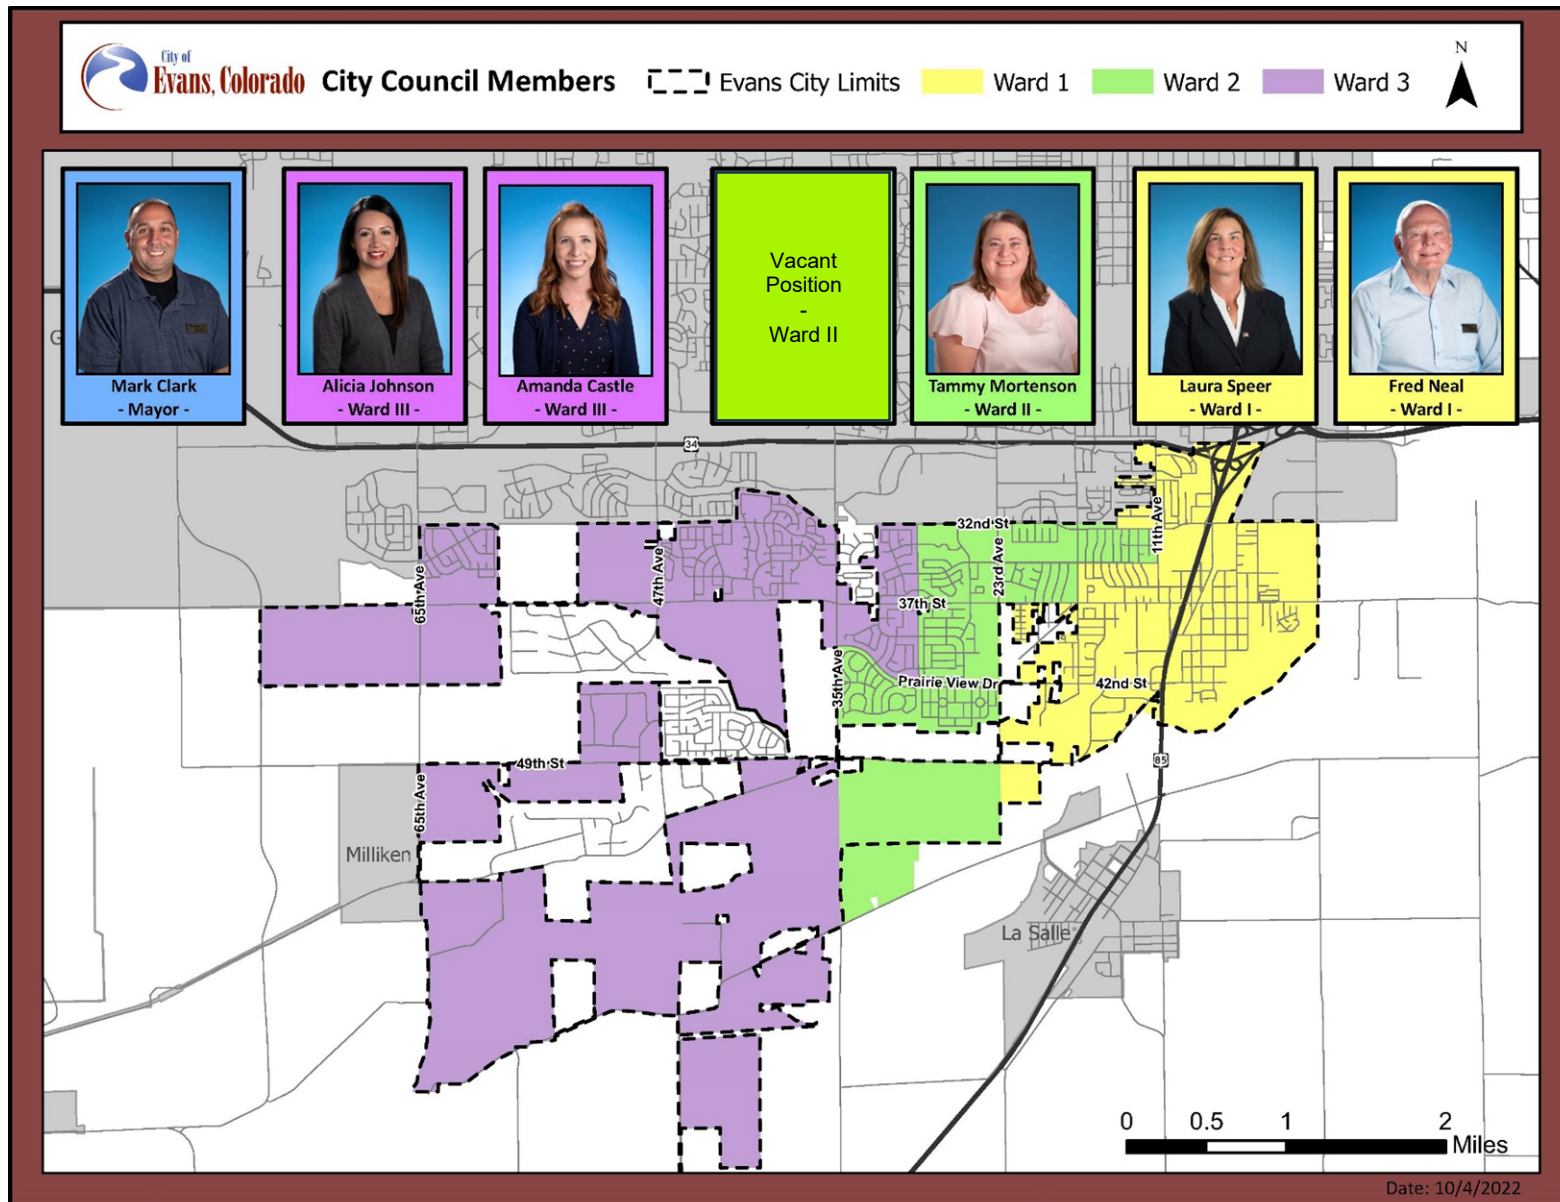 City of
Evans, Colorado
City Council Members
Evans City Limits
Ward 1
Ward 2
Ward 3
N
Mark Clark
- Mayor -
Alicia Johnson
- Ward III -
Amanda Castle
- Ward III -
Vacant
Position
-
Ward II
Tammy Mortenson
- Ward II -
Laura Speer
- Ward I -
Fred Neal
- Ward I -
34
32nd St
11th Ave
23rd Ave
47th Ave
65th Ave
37th St
35th Ave
Prairie View Dr
42nd St
49th St
85
65th Ave
Milliken
La Salle
0 0.5 1 2
Miles
Date: 10/4/2022